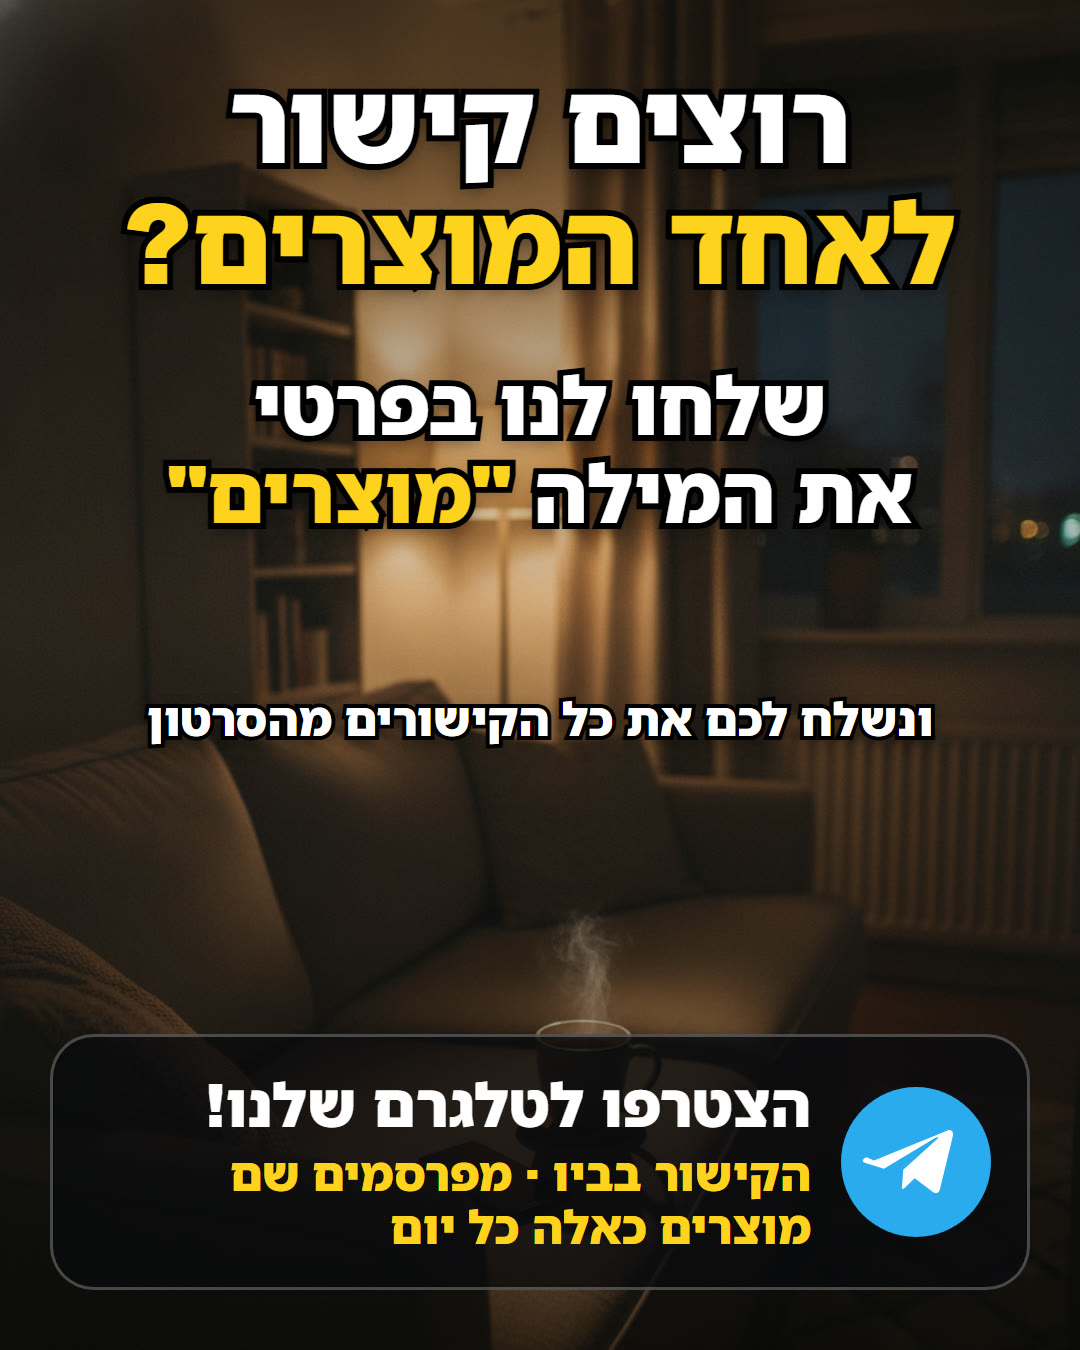 רוצים קישור
לאחד המוצרים?
שלחו לנו בפרטי
את המילה "מוצרים"
ונשלח לכם את כל הקישורים מהסרטון
הצטרפו לטלגרם שלנו!
הקישור בביו · מפרסמים שם
מוצרים כאלה כל יום